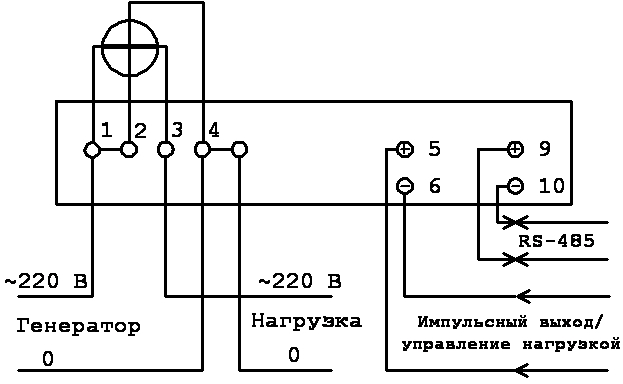 1 2 3 4 5 9
6 10
RS-485
~220 В ~220 В
Генератор Нагрузка Импульсный выход/
управление нагрузкой
0 0